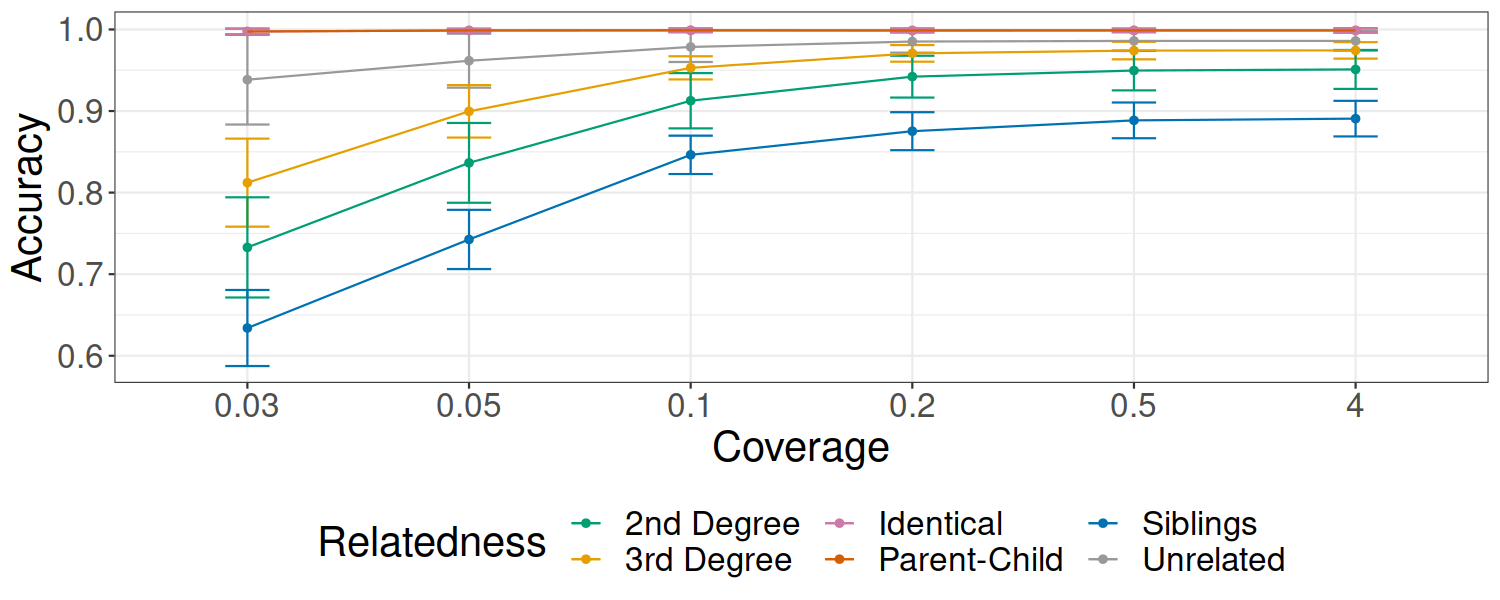 1.0
0.9
0.8
0.7
0.6
Accuracy
0.03 0.05 0.1 0.2 0.5 4
Coverage
Relatedness
2nd Degree Identical Siblings
3rd Degree Parent-Child Unrelated